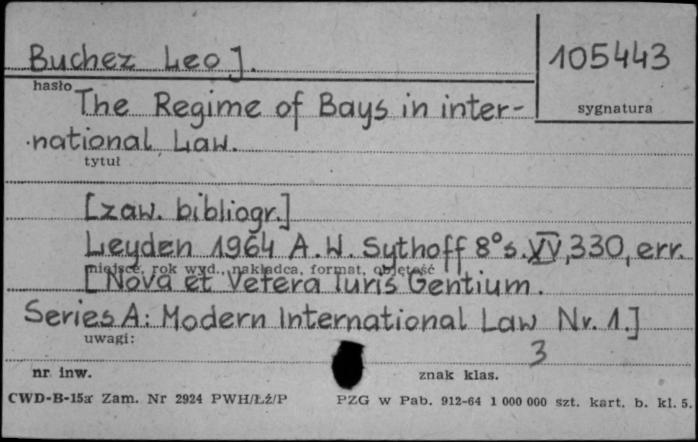 Buchez Leo J.
105443
hasło
sygnatura
The Regime of Bays in inter-
national Law.
tytuł
[zaw. bibliogr.]
Leyden 1964 A.W. Sythoff 8° s. XV, 330, err.
miejsce, rok wyd., nakładca, format, objętość
[Nova et Vetera Iuris Gentium.
Series A: Modern International Law Nr. 1.]
uwagi:
3
nr inw.
znak klas.
CWD-B-15a Zam. Nr 2924 PWH/Łź/P
PZG w Pab. 912-64 1 000 000 szt. kart. b. kl. 5.